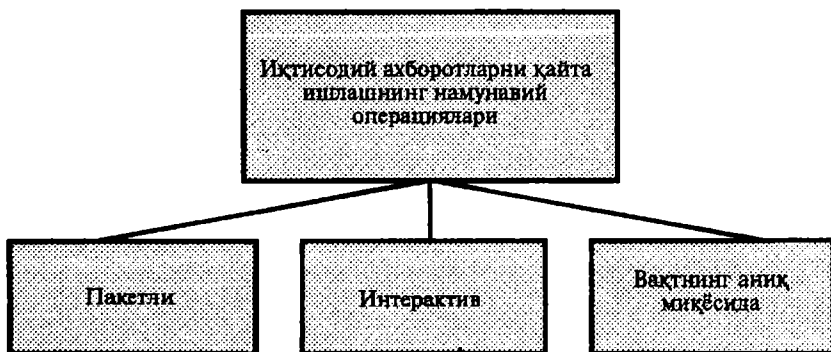 Иқтисодий ахборотларни қайта
ишлашнинг намунавий
операциялари
Пакетли
Интерактив
Вақтнинг аниқ
миқёсида